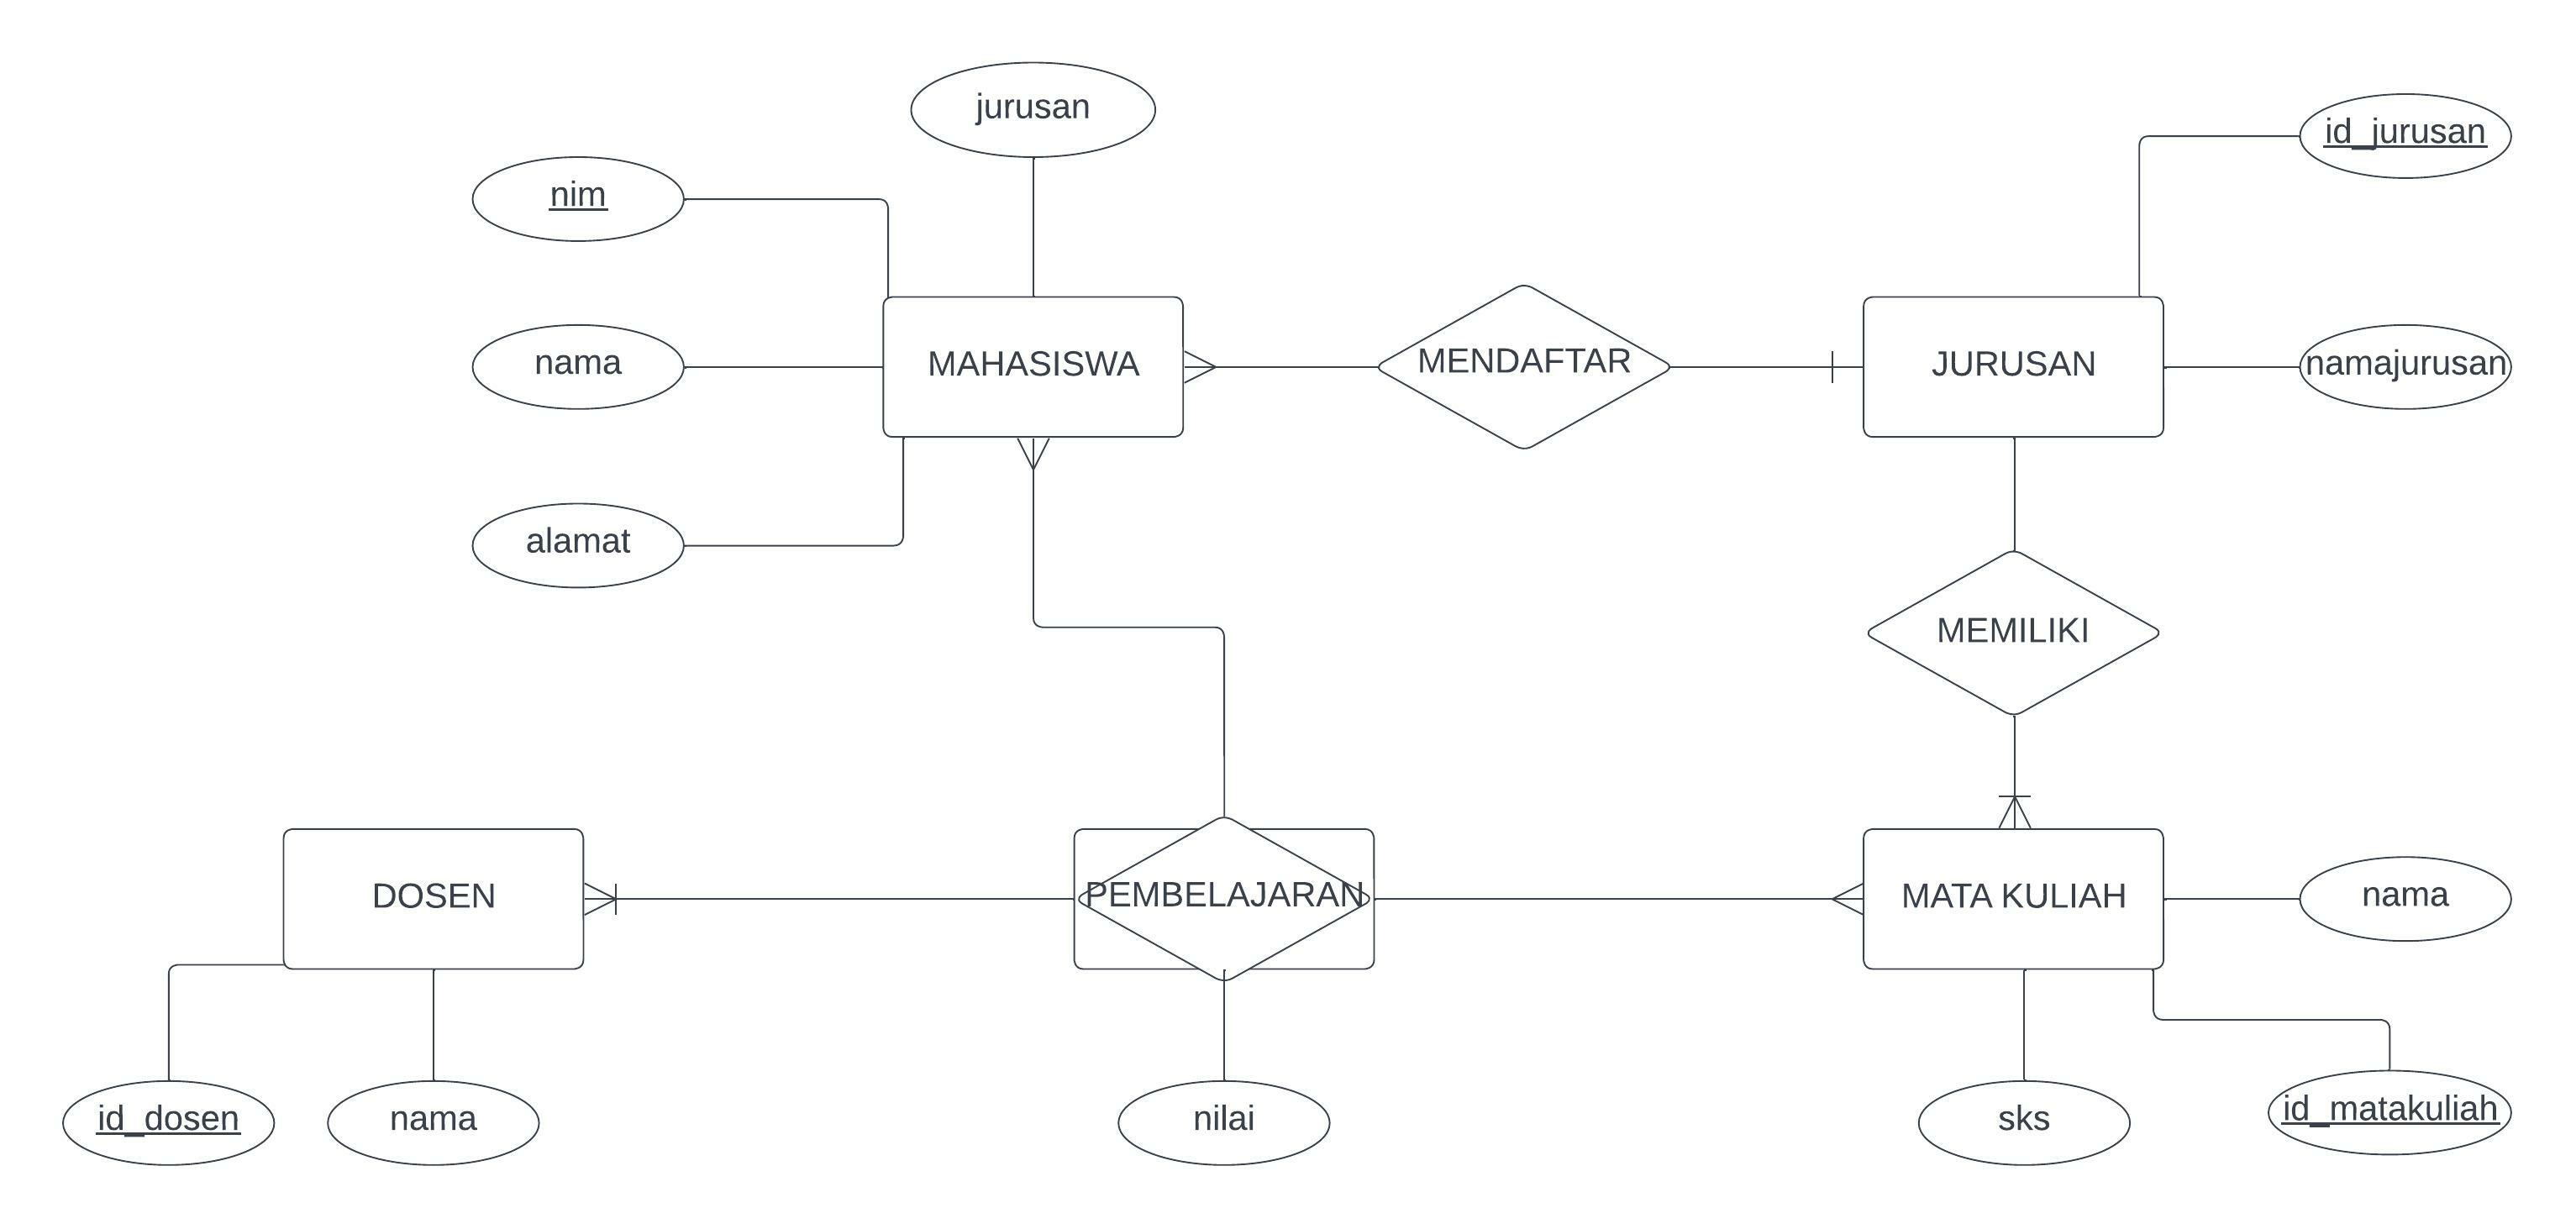 jurusan
id_jurusan
nim
nama
MAHASISWA
MENDAFTAR
JURUSAN
namajurusan
alamat
MEMILIKI
DOSEN
PEMBELAJARAN
MATA KULIAH
nama
id_dosen
nama
nilai
sks
id_matakuliah